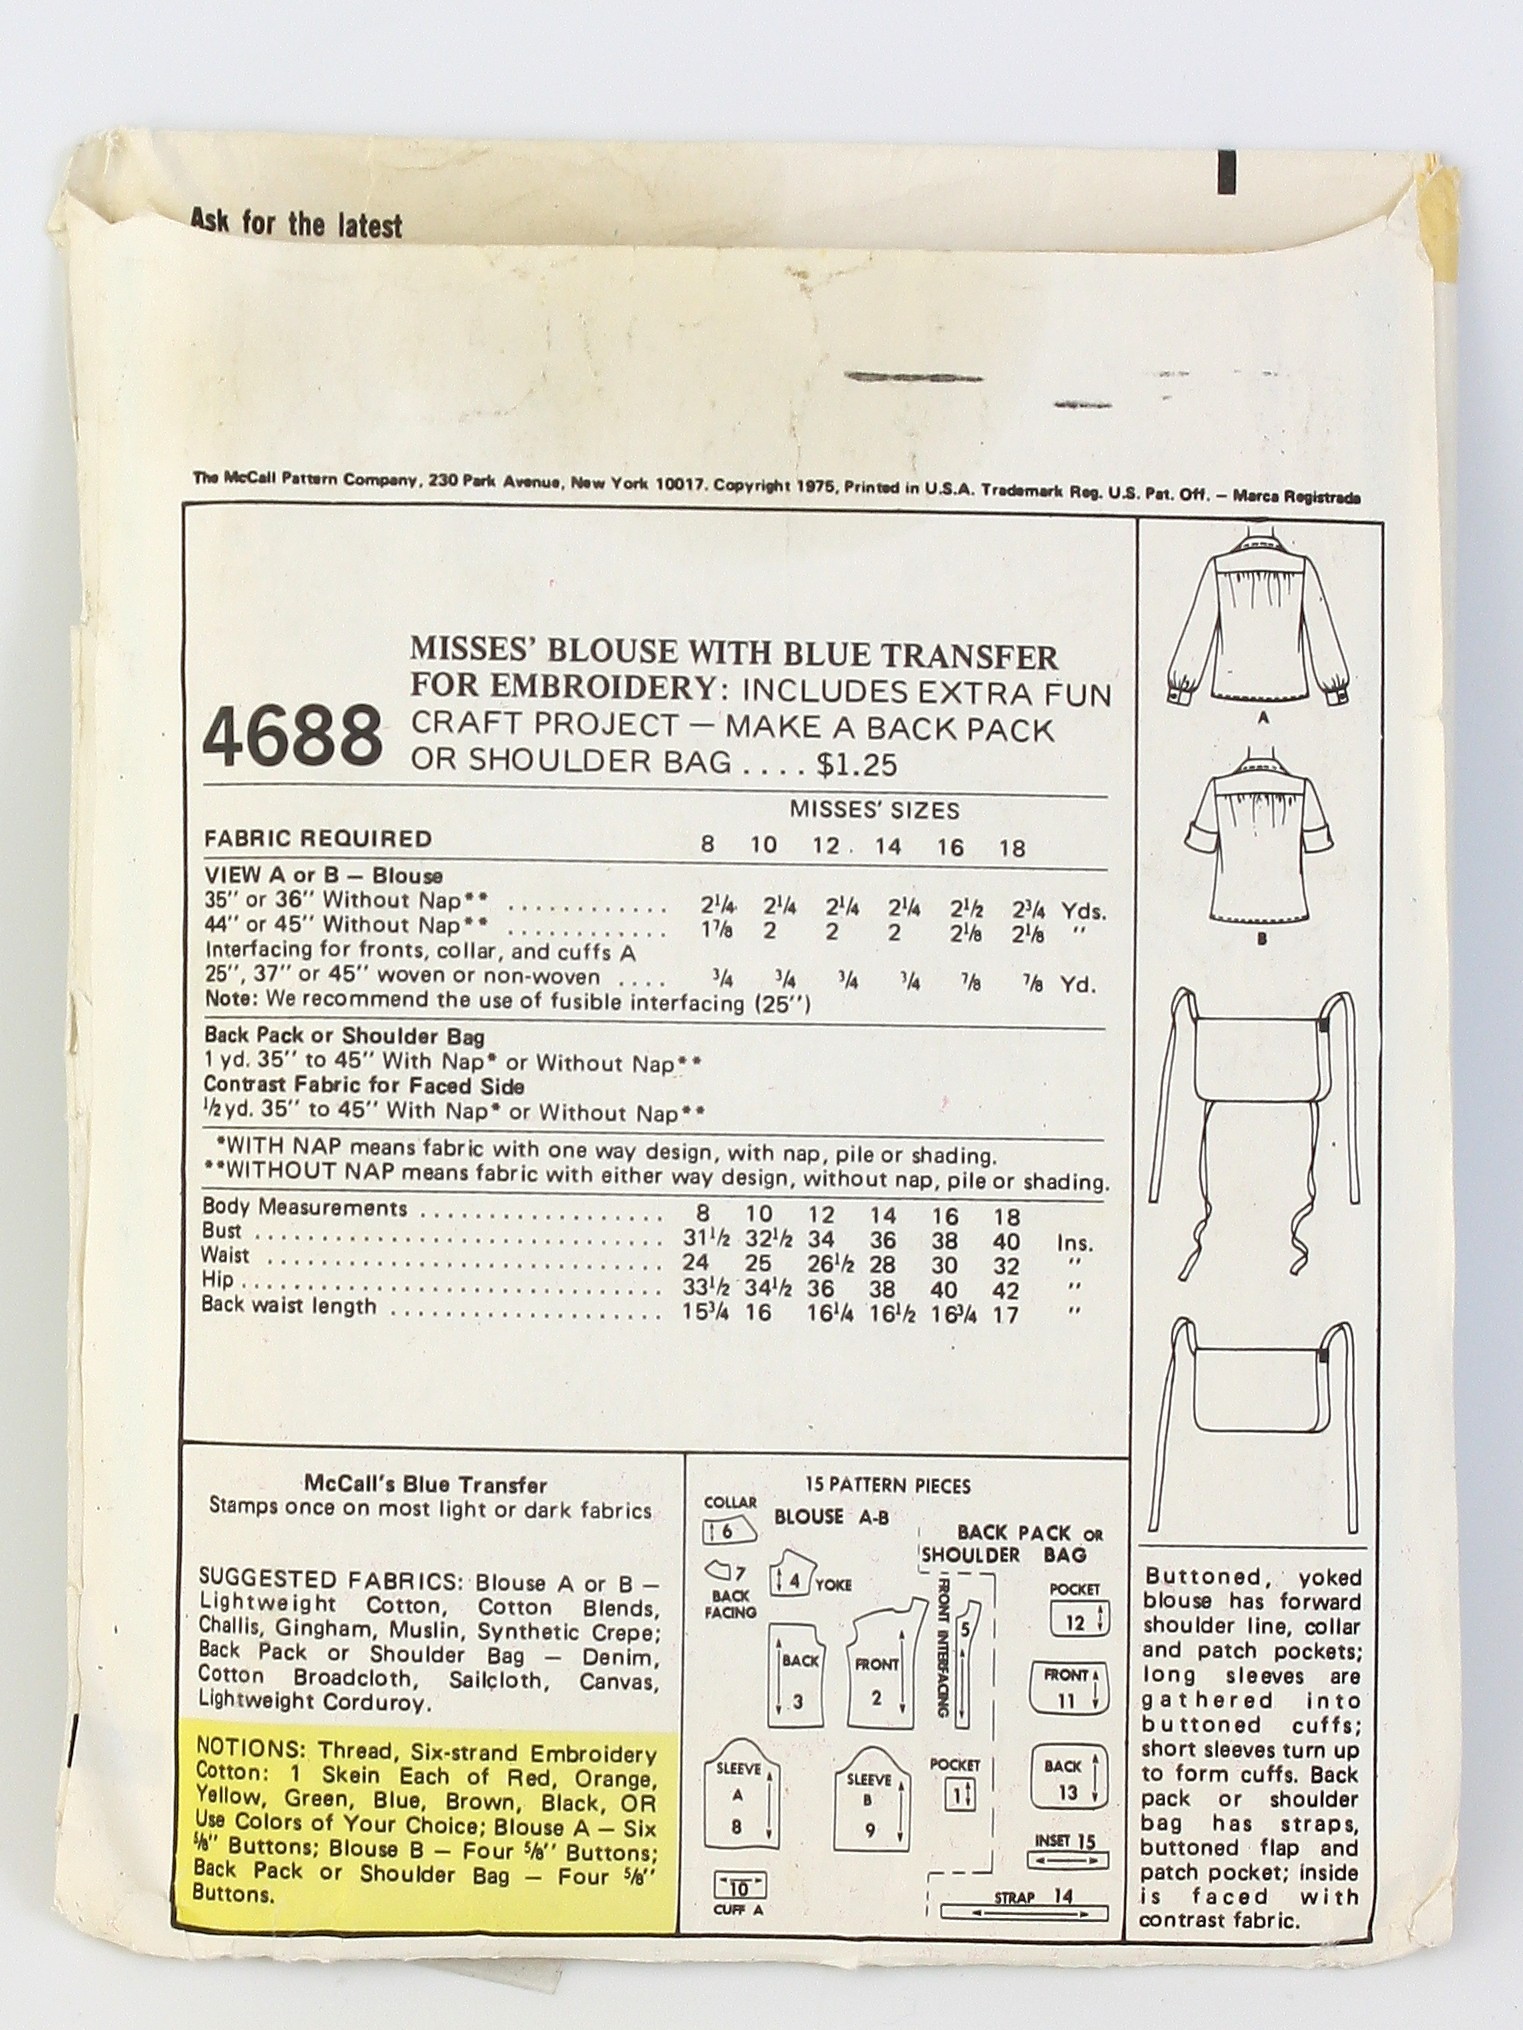 Ask for the latest
The McCall Pattern Company, 230 Park Avenue, New York 10017. Copyright 1975, Printed in U.S.A. Trademark Reg. U.S. Pat. Off. — Marca Registrada
4688
MISSES' BLOUSE WITH BLUE TRANSFER
FOR EMBROIDERY: INCLUDES EXTRA FUN
CRAFT PROJECT — MAKE A BACK PACK
OR SHOULDER BAG .... $1.25
MISSES' SIZES
FABRIC REQUIRED 8 10 12 . 14 16 18
VIEW A or B — Blouse
35'' or 36'' Without Nap** ............ 2¼ 2¼ 2¼ 2¼ 2½ 2¾ Yds.
44'' or 45'' Without Nap** ............ 1⅞ 2 2 2 2⅛ 2⅛ ''
Interfacing for fronts, collar, and cuffs A
25'', 37'' or 45'' woven or non-woven .... ¾ ¾ ¾ ¾ ⅞ ⅞ Yd.
Note: We recommend the use of fusible interfacing (25'')
Back Pack or Shoulder Bag
1 yd. 35'' to 45'' With Nap* or Without Nap**
Contrast Fabric for Faced Side
½ yd. 35'' to 45'' With Nap* or Without Nap**
*WITH NAP means fabric with one way design, with nap, pile or shading.
**WITHOUT NAP means fabric with either way design, without nap, pile or shading.
Body Measurements .................. 8 10 12 14 16 18
Bust .............................. 31½ 32½ 34 36 38 40 Ins.
Waist ............................. 24 25 26½ 28 30 32 ''
Hip ............................... 33½ 34½ 36 38 40 42 ''
Back waist length .................... 15¾ 16 16¼ 16½ 16¾ 17 ''
A
B
McCall's Blue Transfer
Stamps once on most light or dark fabrics
SUGGESTED FABRICS: Blouse A or B —
Lightweight Cotton, Cotton Blends,
Challis, Gingham, Muslin, Synthetic Crepe;
Back Pack or Shoulder Bag — Denim,
Cotton Broadcloth, Sailcloth, Canvas,
Lightweight Corduroy.
NOTIONS: Thread, Six-strand Embroidery
Cotton: 1 Skein Each of Red, Orange,
Yellow, Green, Blue, Brown, Black, OR
Use Colors of Your Choice; Blouse A — Six
⅝'' Buttons; Blouse B — Four ⅝'' Buttons;
Back Pack or Shoulder Bag — Four ⅝''
Buttons.
15 PATTERN PIECES
BLOUSE A-B
COLLAR
6
7
BACK
FACING
4 YOKE
BACK
3
FRONT
2
FRONT INTERFACING
5
SLEEVE
A
8
SLEEVE
B
9
POCKET
1
10
CUFF A
BACK PACK OR
SHOULDER BAG
POCKET
12
FRONT
11
BACK
13
INSET 15
STRAP 14
Buttoned, yoked
blouse has forward
shoulder line, collar
and patch pockets;
long sleeves are
gathered into
buttoned cuffs;
short sleeves turn up
to form cuffs. Back
pack or shoulder
bag has straps,
buttoned flap and
patch pocket; inside
is faced with
contrast fabric.